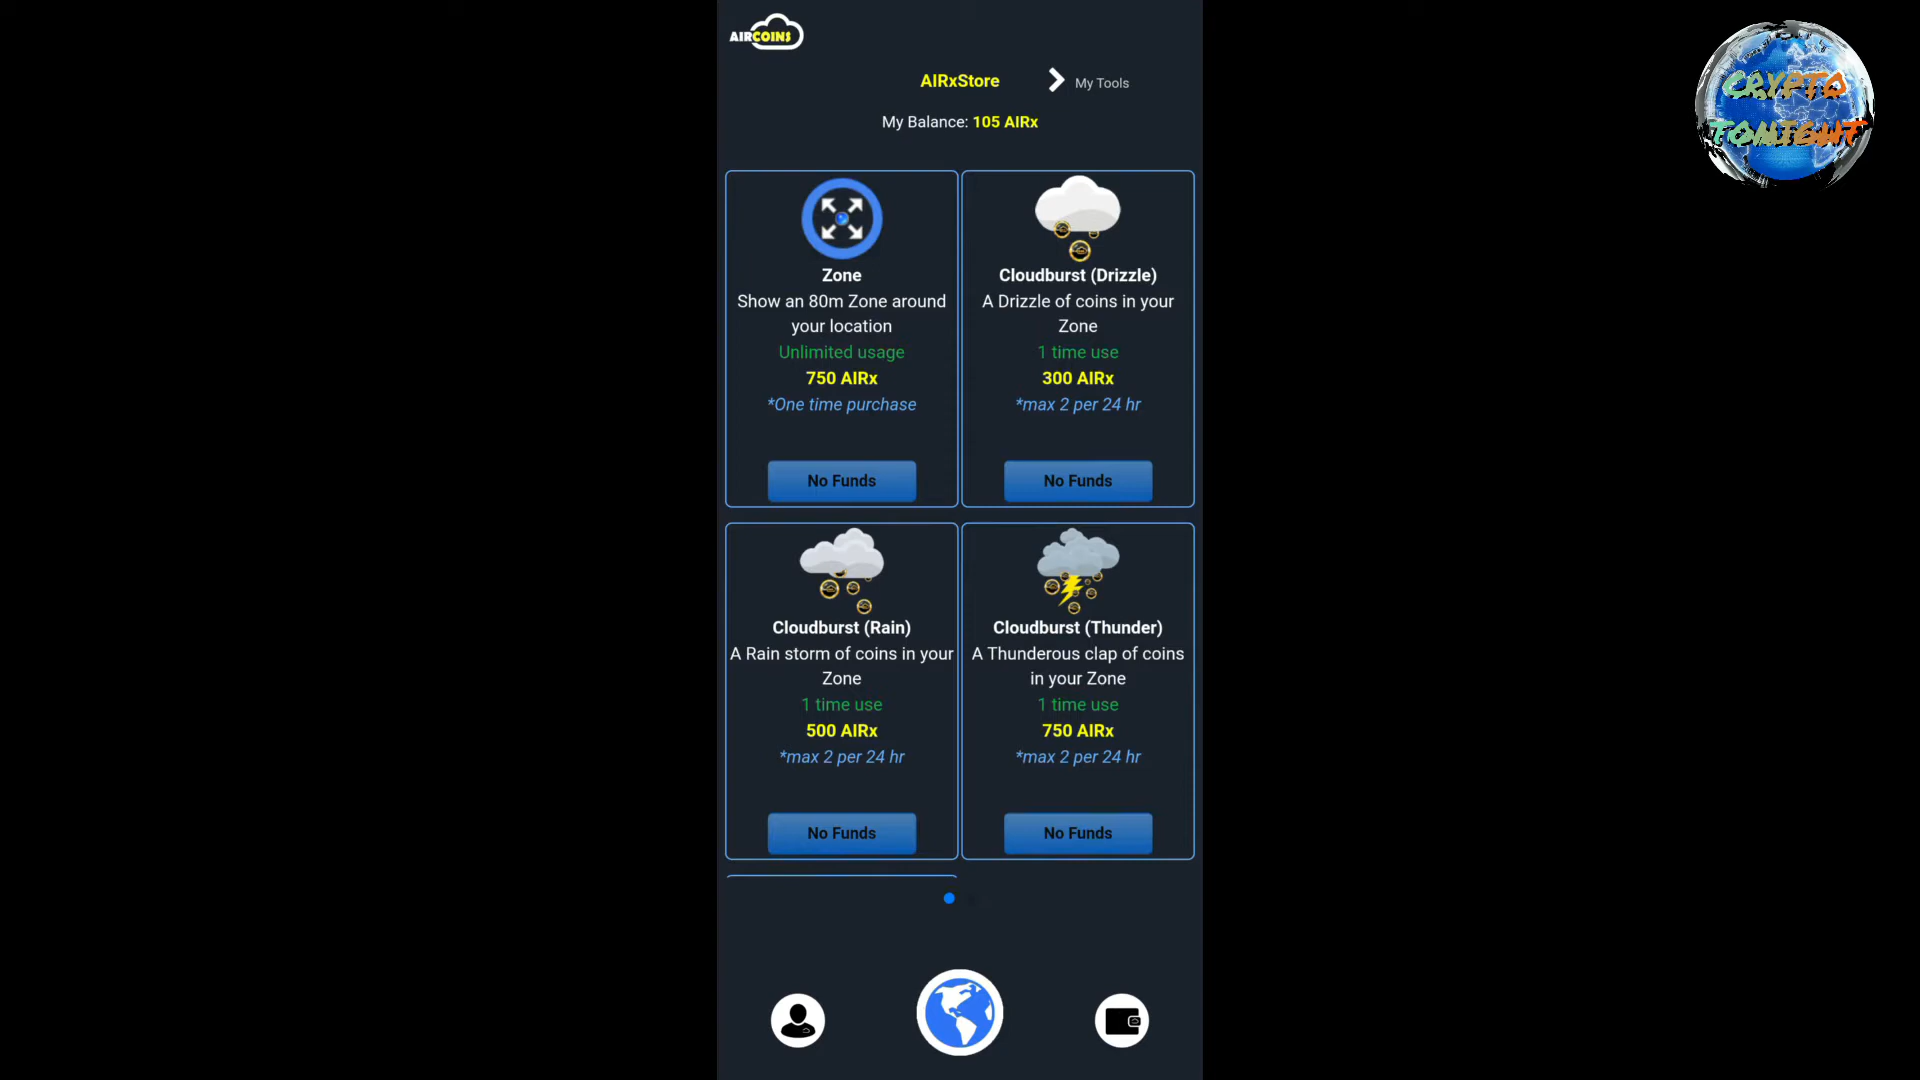 AIRCOINS
CRYPTO
TONIGHT
AIRxStore
My Tools
My Balance: 105 AIRx
Zone
Show an 80m Zone around
your location
Unlimited usage
750 AIRx
*One time purchase
No Funds
Cloudburst (Drizzle)
A Drizzle of coins in your
Zone
1 time use
300 AIRx
*max 2 per 24 hr
No Funds
Cloudburst (Rain)
A Rain storm of coins in your
Zone
1 time use
500 AIRx
*max 2 per 24 hr
No Funds
Cloudburst (Thunder)
A Thunderous clap of coins
in your Zone
1 time use
750 AIRx
*max 2 per 24 hr
No Funds